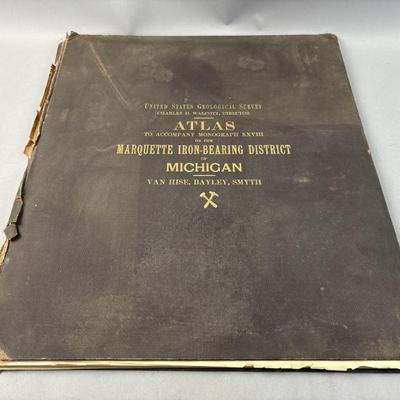 UNITED STATES GEOLOGICAL SURVEY
CHARLES D. WALCOTT, DIRECTOR
ATLAS
TO ACCOMPANY MONOGRAPH XXVIII
ON THE
MARQUETTE IRON-BEARING DISTRICT
OF
MICHIGAN
VAN HISE, BAYLEY, SMYTH